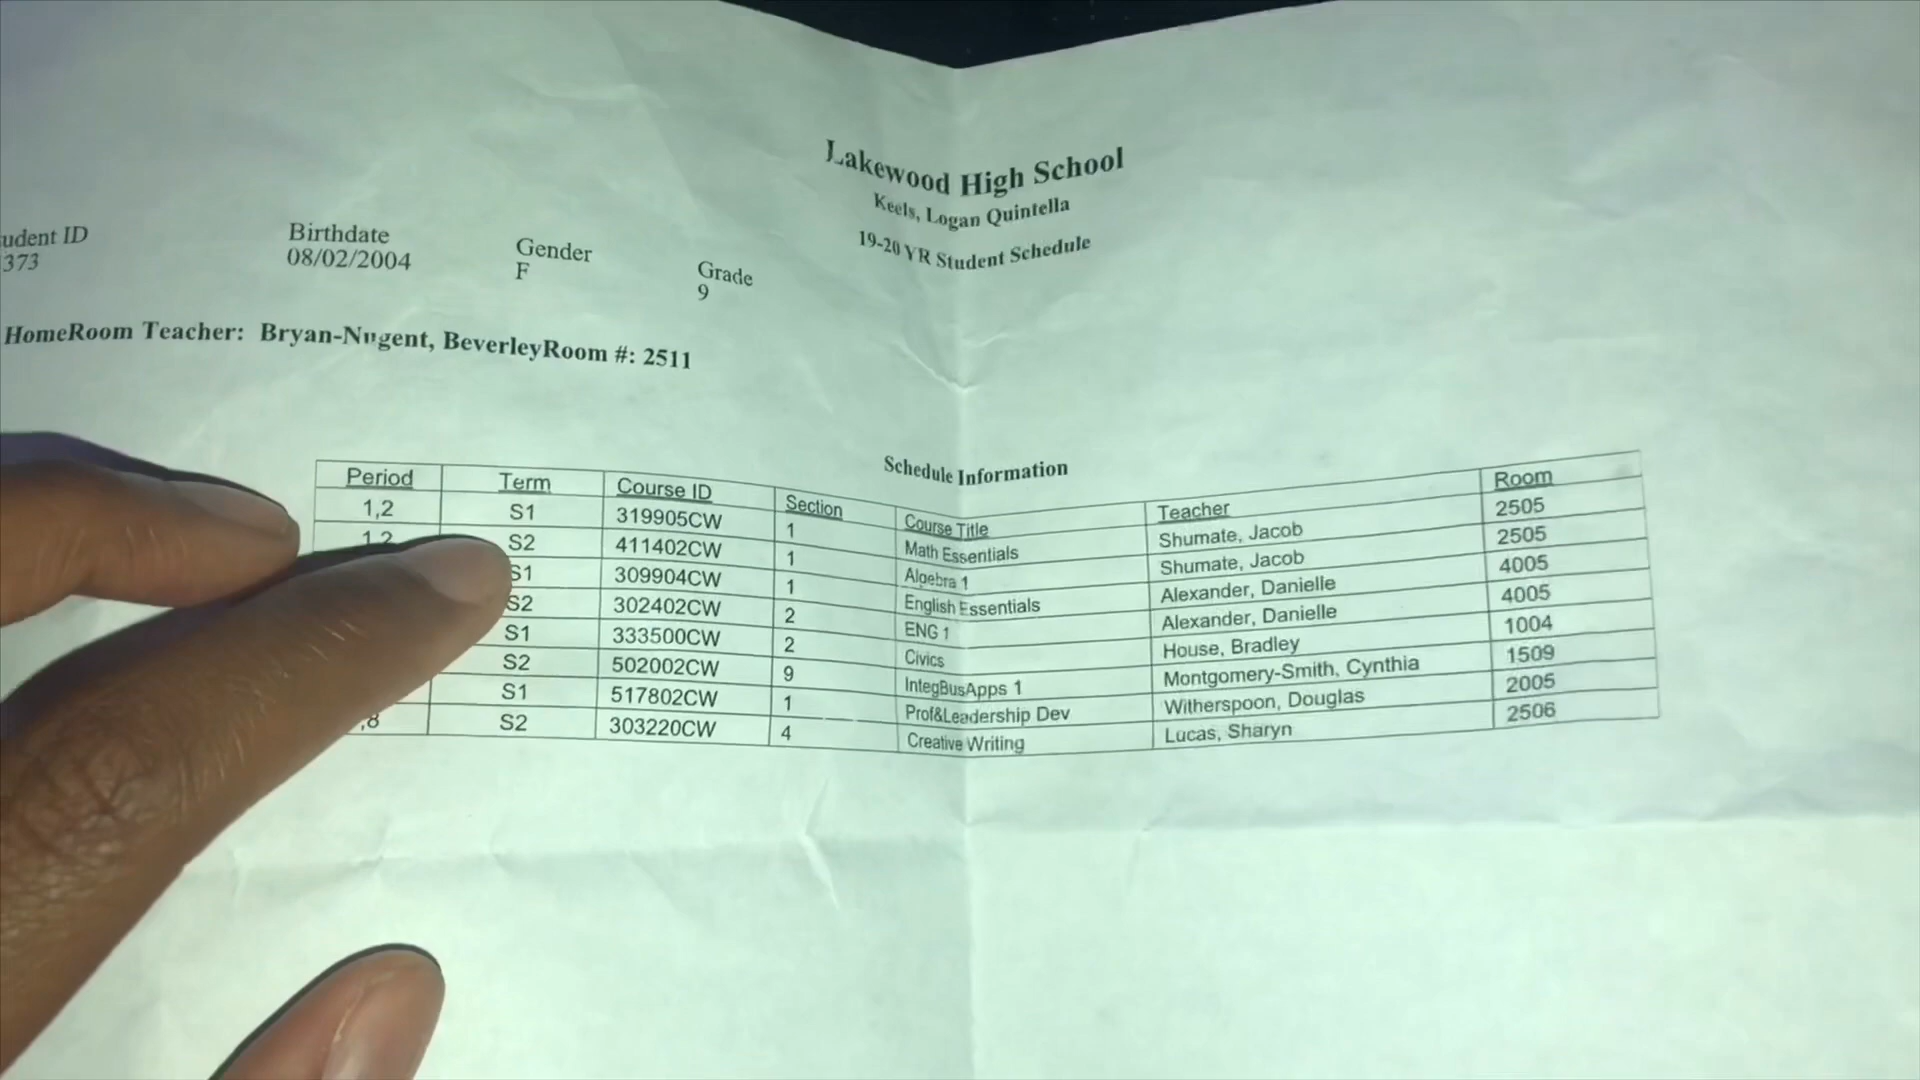 Lakewood High School
Keels, Logan Quintella
19-20 YR Student Schedule
udent ID Birthdate Gender Grade
373 08/02/2004 F 9
HomeRoom Teacher: Bryan-Nugent, BeverleyRoom #: 2511
Schedule Information
Period Term Course ID Section Course Title Teacher Room
1,2 S1 319905CW 1 Math Essentials Shumate, Jacob 2505
1,2 S2 411402CW 1 Algebra 1 Shumate, Jacob 2505
S1 309904CW 1 English Essentials Alexander, Danielle 4005
S2 302402CW 2 ENG 1 Alexander, Danielle 4005
S1 333500CW 2 Civics House, Bradley 1004
S2 502002CW 9 IntegBusApps 1 Montgomery-Smith, Cynthia 1509
S1 517802CW 1 Prof&Leadership Dev Witherspoon, Douglas 2005
,8 S2 303220CW 4 Creative Writing Lucas, Sharyn 2506